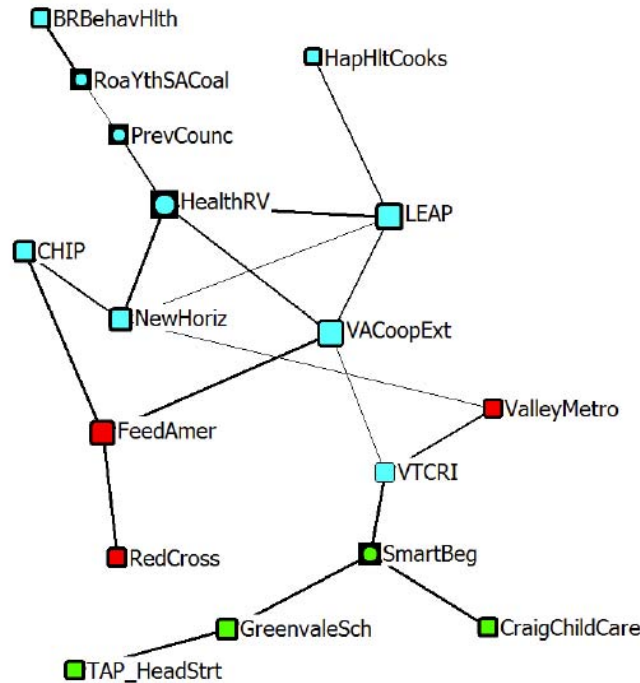 BRBehavHlth
HapHltCooks
RoaYthSACoal
PrevCounc
HealthRV
LEAP
CHIP
NewHoriz
VACoopExt
ValleyMetro
FeedAmer
VTCRI
RedCross
SmartBeg
GreenvaleSch
CraigChildCare
TAP_HeadStrt